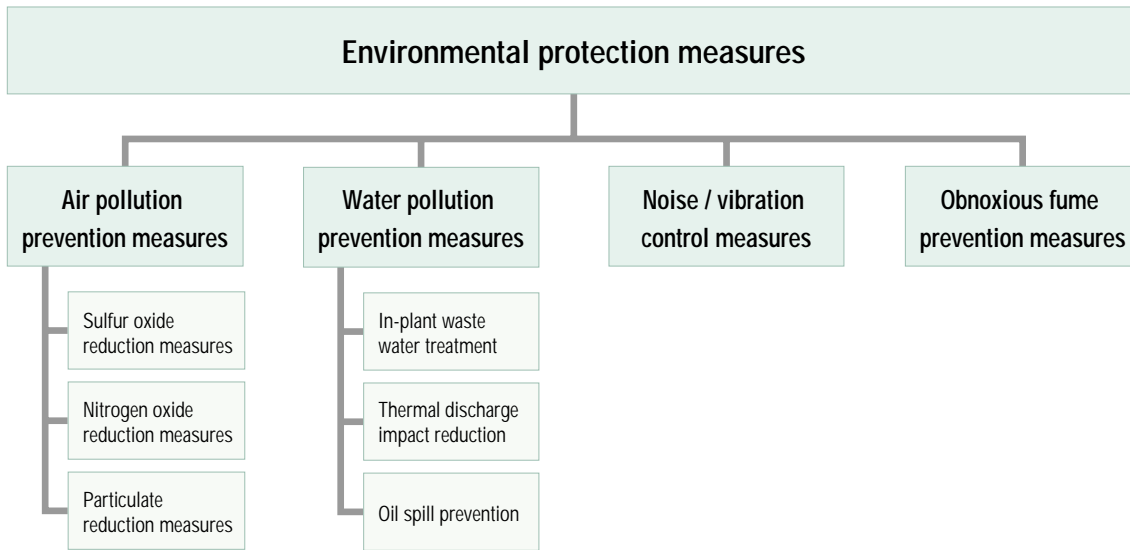 Environmental protection measures
Air pollution
prevention measures
Water pollution
prevention measures
Noise / vibration
control measures
Obnoxious fume
prevention measures
Sulfur oxide
reduction measures
Nitrogen oxide
reduction measures
Particulate
reduction measures
In-plant waste
water treatment
Thermal discharge
impact reduction
Oil spill prevention